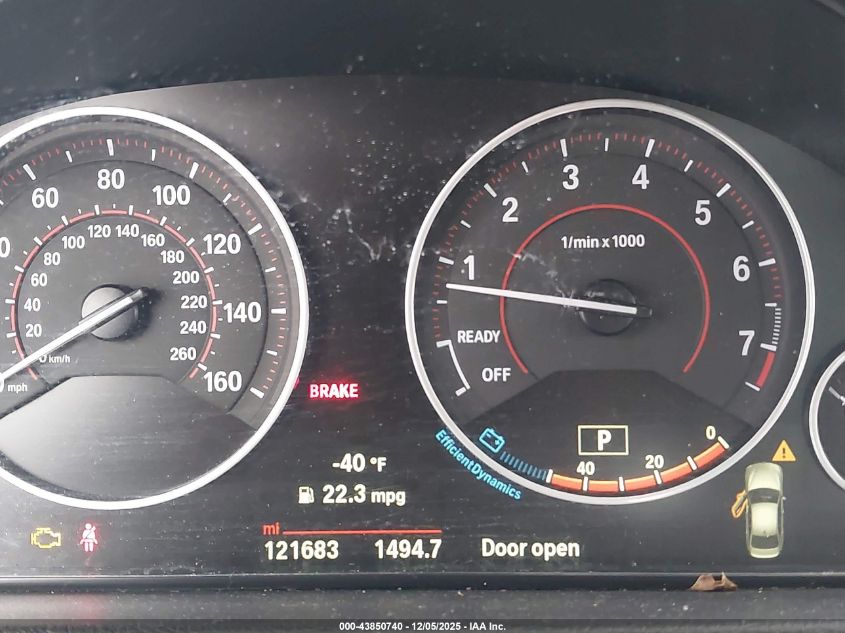 60
80
100
120
140
160
20
40
60
80
100
120
140
160
180
200
220
240
260
km/h
mph
1
2
3
4
5
6
7
1/min x 1000
READY
OFF
BRAKE
P
40 20 0
EfficientDynamics
-40 °F
22.3 mpg
mi
121683 1494.7 Door open
000-43850740 - 12/05/2025 - IAA Inc.